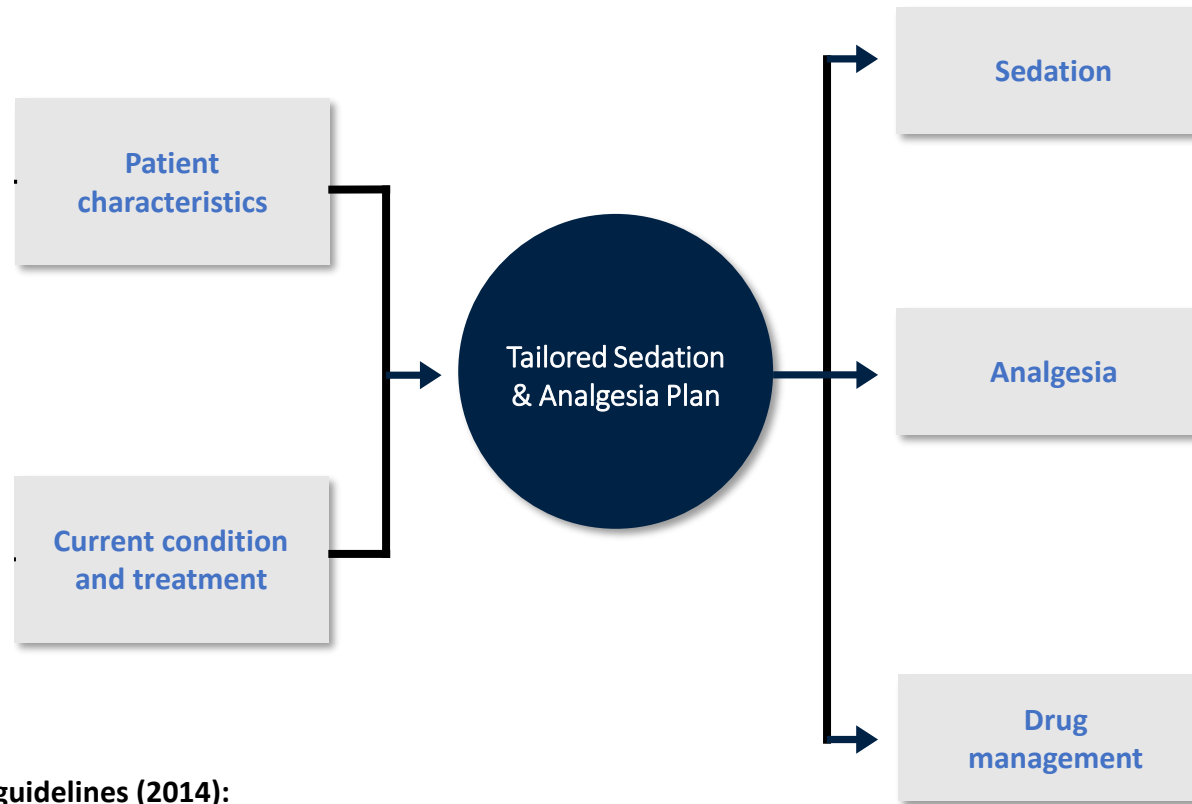 Sedation
Patient
characteristics
Tailored Sedation
& Analgesia Plan
Analgesia
Current condition
and treatment
Drug
management
guidelines (2014):